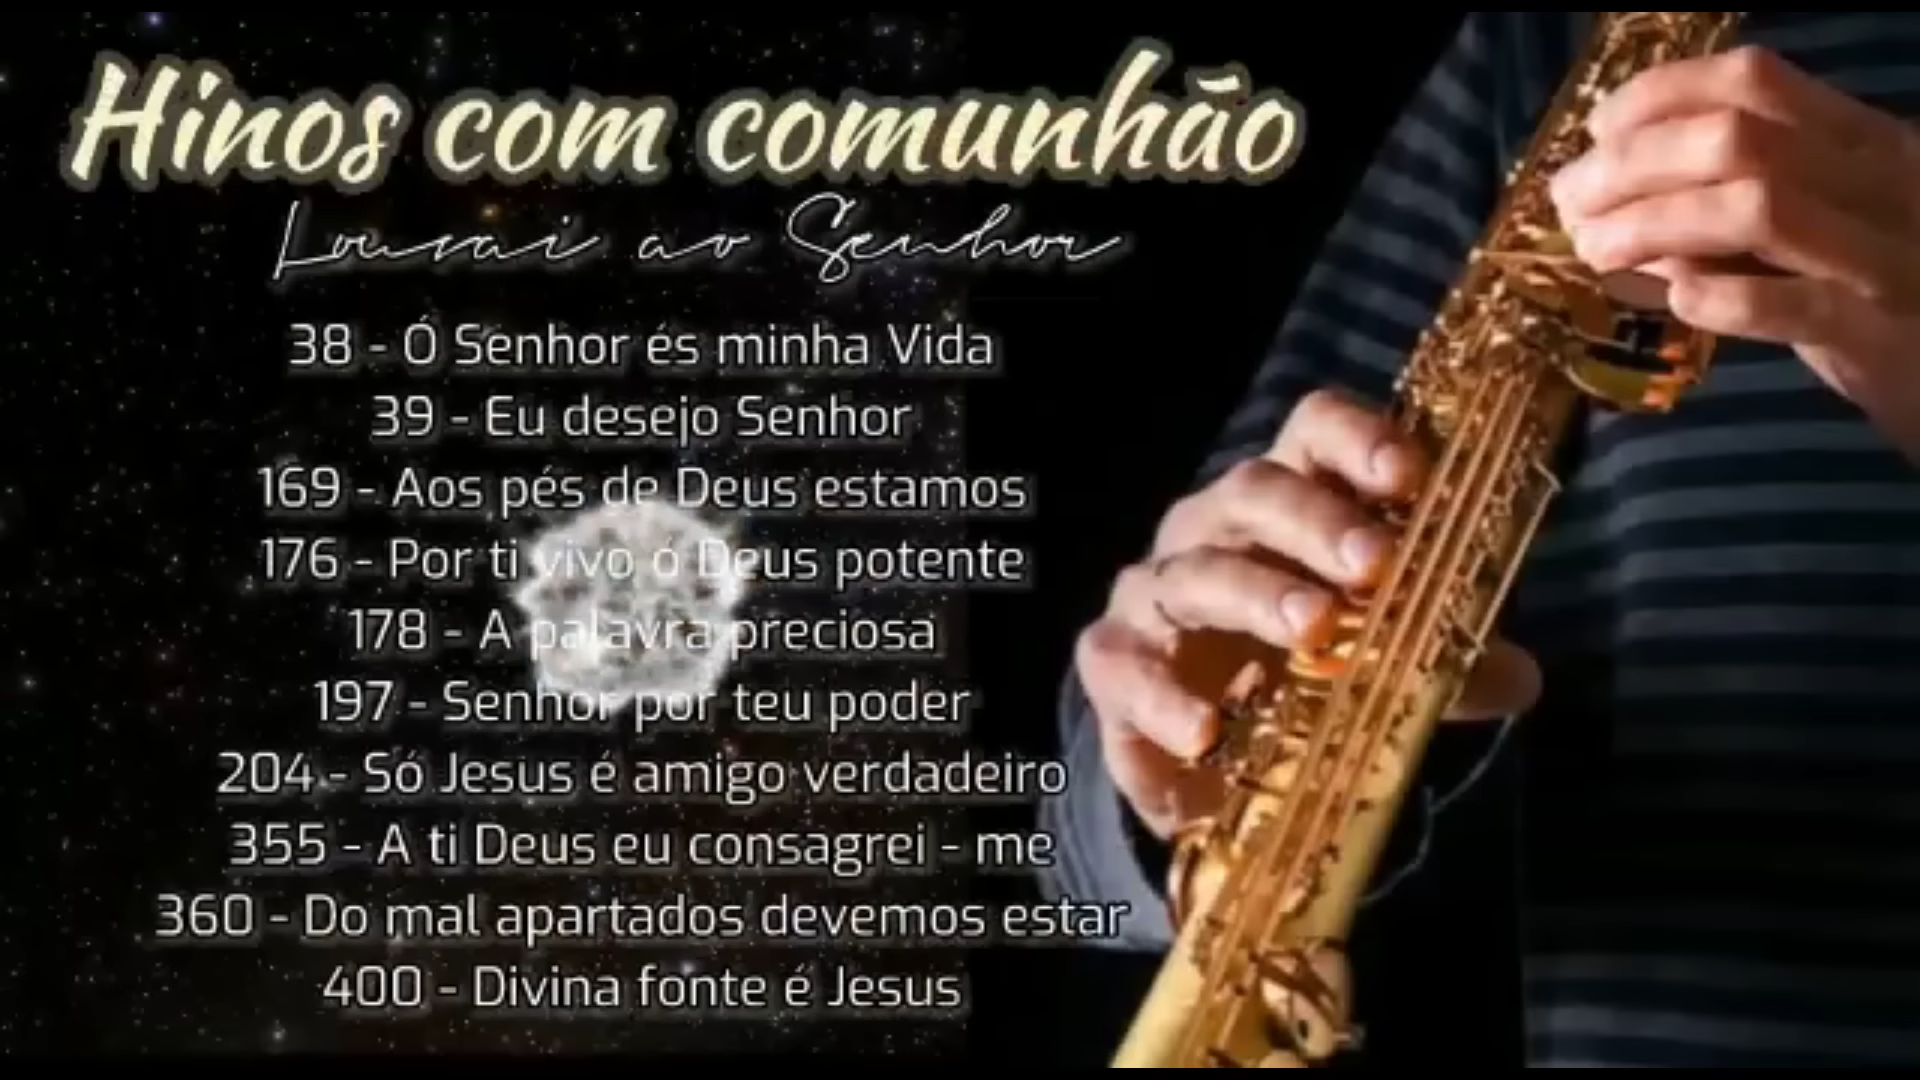 Hinos com comunhão
Louvai ao Senhor
38 - Ó Senhor és minha Vida
39 - Eu desejo Senhor
169 - Aos pés de Deus estamos
176 - Por ti vivo ó Deus potente
178 - A palavra preciosa
197 - Senhor por teu poder
204 - Só Jesus é amigo verdadeiro
355 - A ti Deus eu consagrei - me
360 - Do mal apartados devemos estar
400 - Divina fonte é Jesus